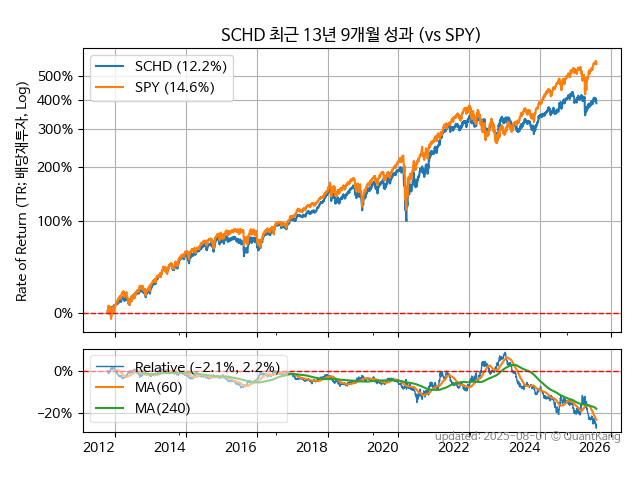 SCHD 최근 13년 9개월 성과 (vs SPY)
Rate of Return (TR; 배당재투자, Log)
SCHD (12.2%)
SPY (14.6%)
500%
400%
300%
200%
100%
0%
Relative (−2.1%, 2.2%)
MA(60)
MA(240)
0%
−20%
2012 2014 2016 2018 2020 2022 2024 2026
updated: 2025-08-01 © QuantKang